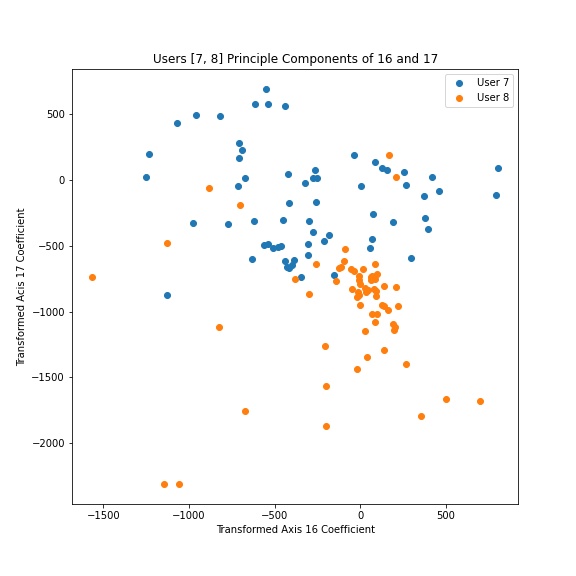 Users [7, 8] Principle Components of 16 and 17
User 7
User 8
Transformed Acis 17 Coefficient
500
0
−500
−1000
−1500
−2000
−1500
−1000
−500
0
500
Transformed Axis 16 Coefficient